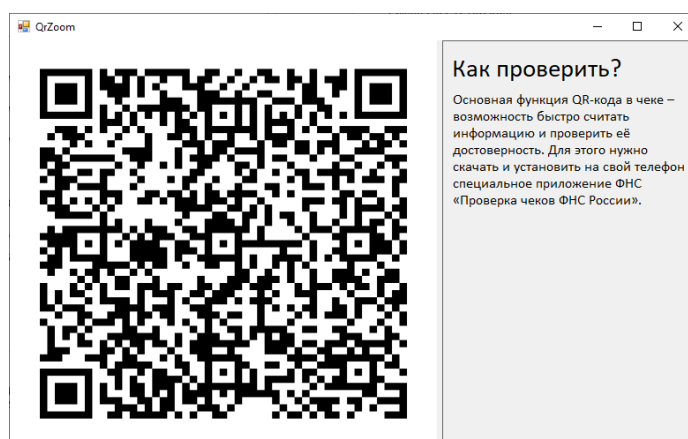 QrZoom
Как проверить?
Основная функция QR-кода в чеке –
возможность быстро считать
информацию и проверить её
достоверность. Для этого нужно
скачать и установить на свой телефон
специальное приложение ФНС
«Проверка чеков ФНС России».